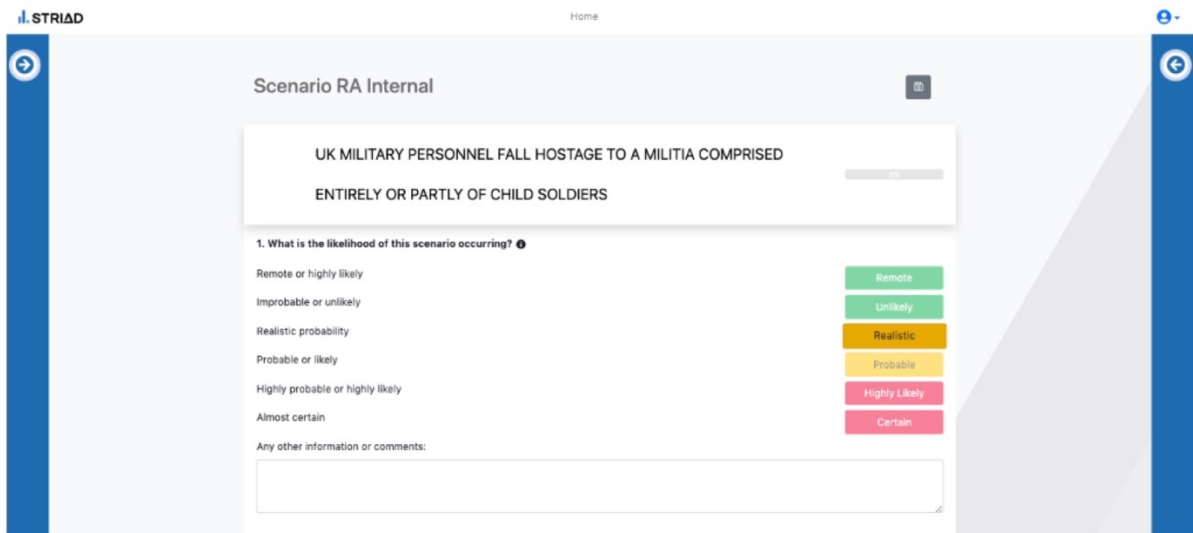 STRIAD
Home
Scenario RA Internal
UK MILITARY PERSONNEL FALL HOSTAGE TO A MILITIA COMPRISED
ENTIRELY OR PARTLY OF CHILD SOLDIERS
1. What is the likelihood of this scenario occurring?
Remote or highly likely
Remote
Improbable or unlikely
Unlikely
Realistic probability
Realistic
Probable or likely
Probable
Highly probable or highly likely
Highly Likely
Almost certain
Certain
Any other information or comments: